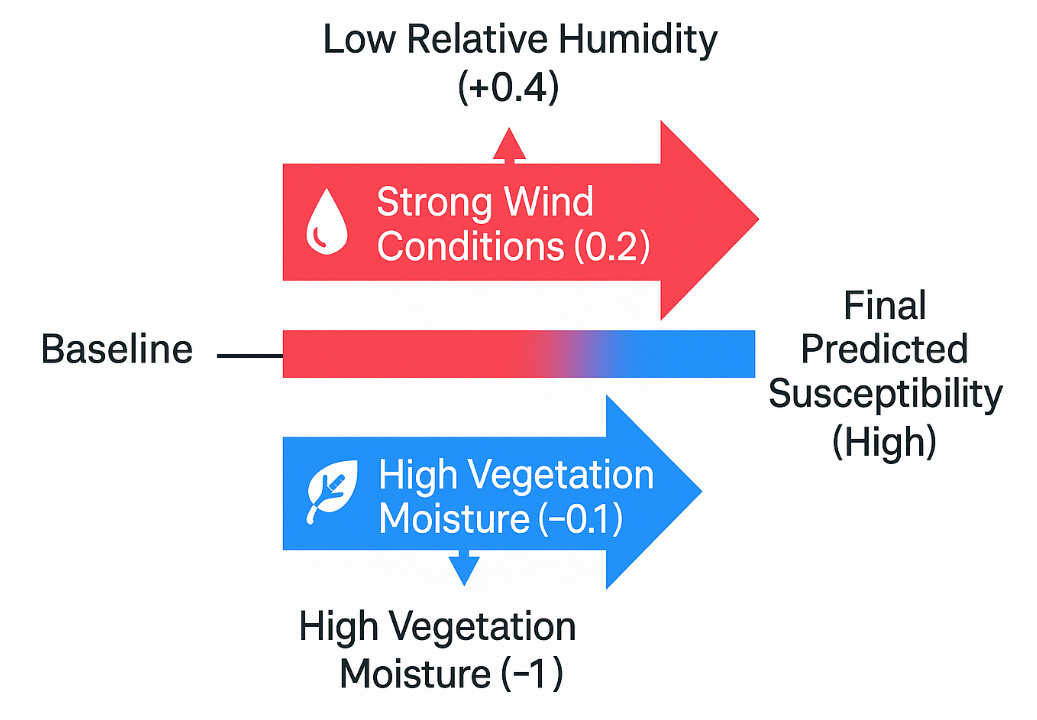 Low Relative Humidity
(+0.4)
Strong Wind
Conditions (0.2)
Baseline
Final
Predicted
Susceptibility
(High)
High Vegetation
Moisture (−0.1)
High Vegetation
Moisture (−1)